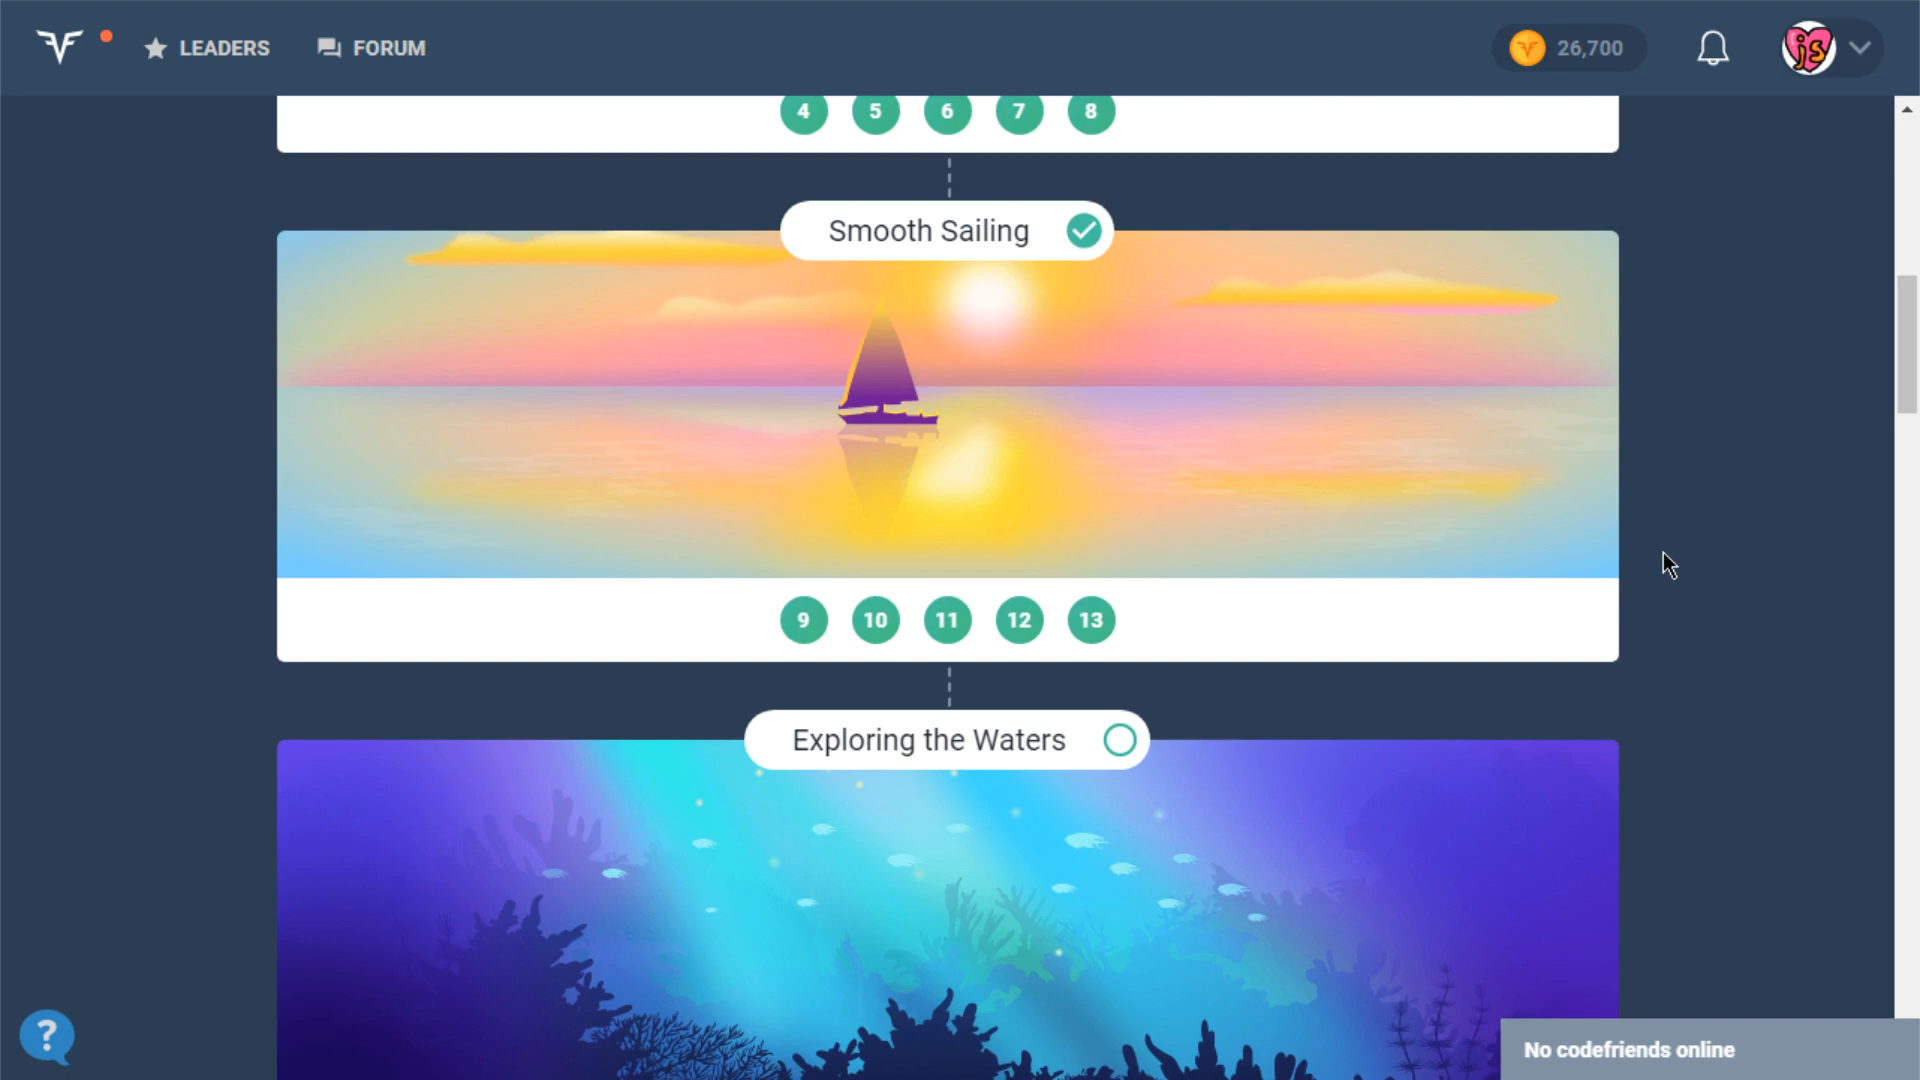 LEADERS
FORUM
26,700
js
4 5 6 7 8
Smooth Sailing
9 10 11 12 13
Exploring the Waters
?
No codefriends online